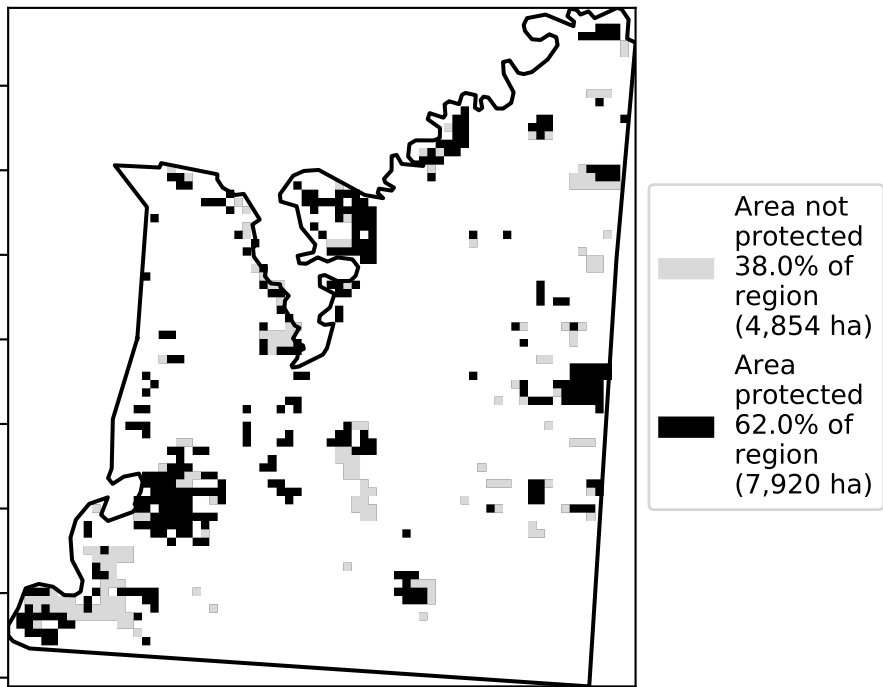 Area not
protected
38.0% of
region
(4,854 ha)
Area
protected
62.0% of
region
(7,920 ha)